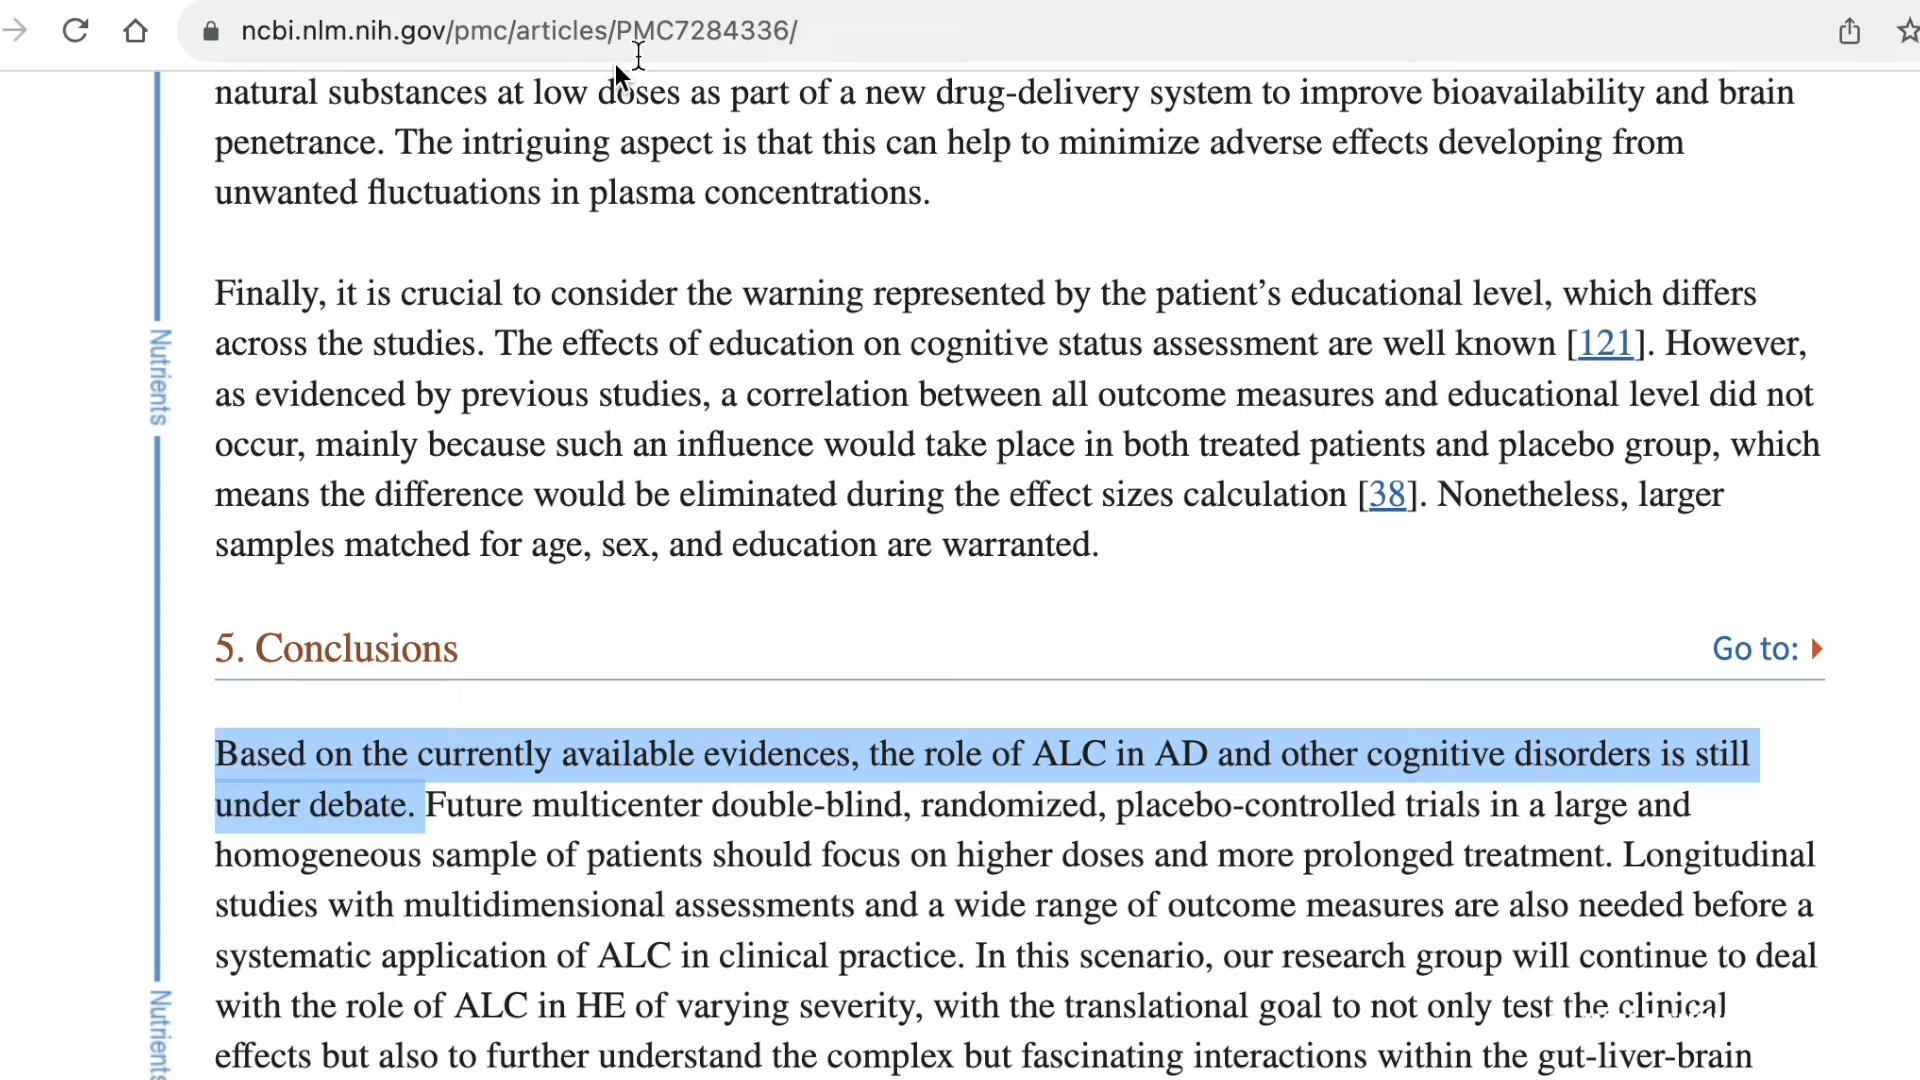 ncbi.nlm.nih.gov/pmc/articles/PMC7284336/
natural substances at low doses as part of a new drug-delivery system to improve bioavailability and brain
penetrance. The intriguing aspect is that this can help to minimize adverse effects developing from
unwanted fluctuations in plasma concentrations.
Finally, it is crucial to consider the warning represented by the patient’s educational level, which differs
across the studies. The effects of education on cognitive status assessment are well known [121]. However,
as evidenced by previous studies, a correlation between all outcome measures and educational level did not
occur, mainly because such an influence would take place in both treated patients and placebo group, which
means the difference would be eliminated during the effect sizes calculation [38]. Nonetheless, larger
samples matched for age, sex, and education are warranted.
5. Conclusions
Go to:
Based on the currently available evidences, the role of ALC in AD and other cognitive disorders is still
under debate. Future multicenter double-blind, randomized, placebo-controlled trials in a large and
homogeneous sample of patients should focus on higher doses and more prolonged treatment. Longitudinal
studies with multidimensional assessments and a wide range of outcome measures are also needed before a
systematic application of ALC in clinical practice. In this scenario, our research group will continue to deal
with the role of ALC in HE of varying severity, with the translational goal to not only test the clinical
effects but also to further understand the complex but fascinating interactions within the gut-liver-brain
Nutrients
Nutrients